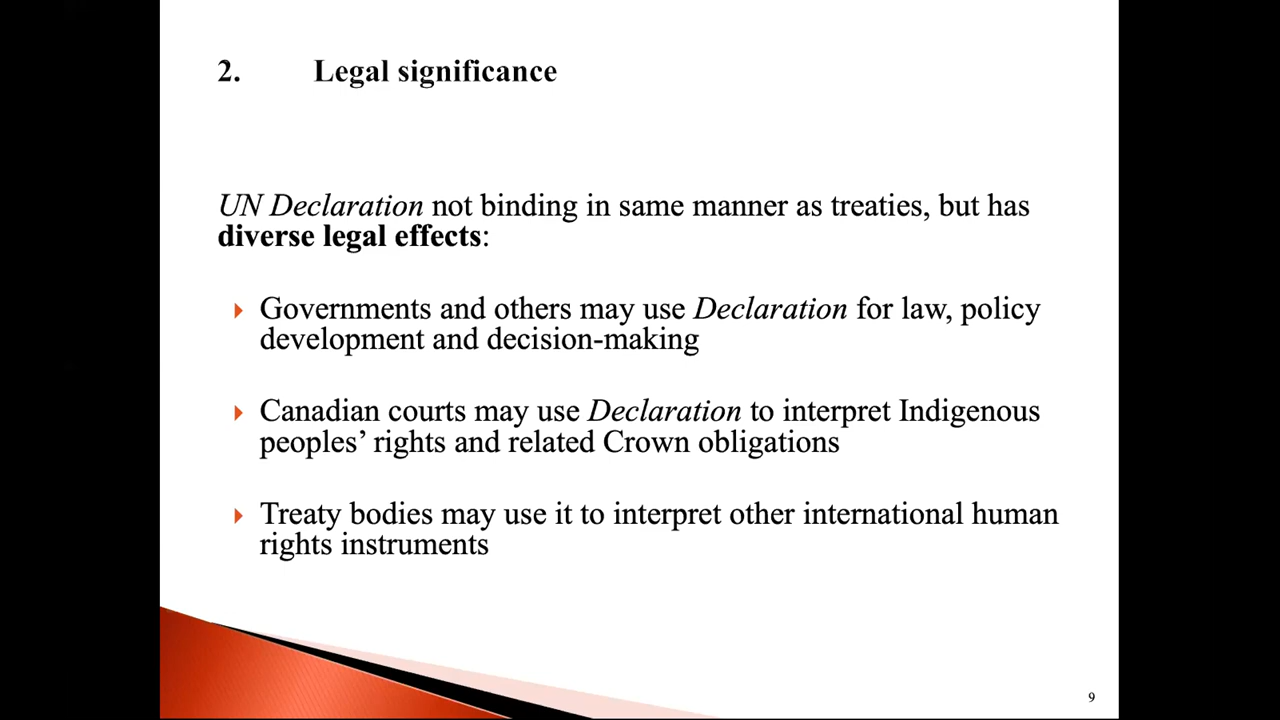 2. Legal significance
UN Declaration not binding in same manner as treaties, but has
diverse legal effects:
Governments and others may use Declaration for law, policy
development and decision-making
Canadian courts may use Declaration to interpret Indigenous
peoples’ rights and related Crown obligations
Treaty bodies may use it to interpret other international human
rights instruments
9